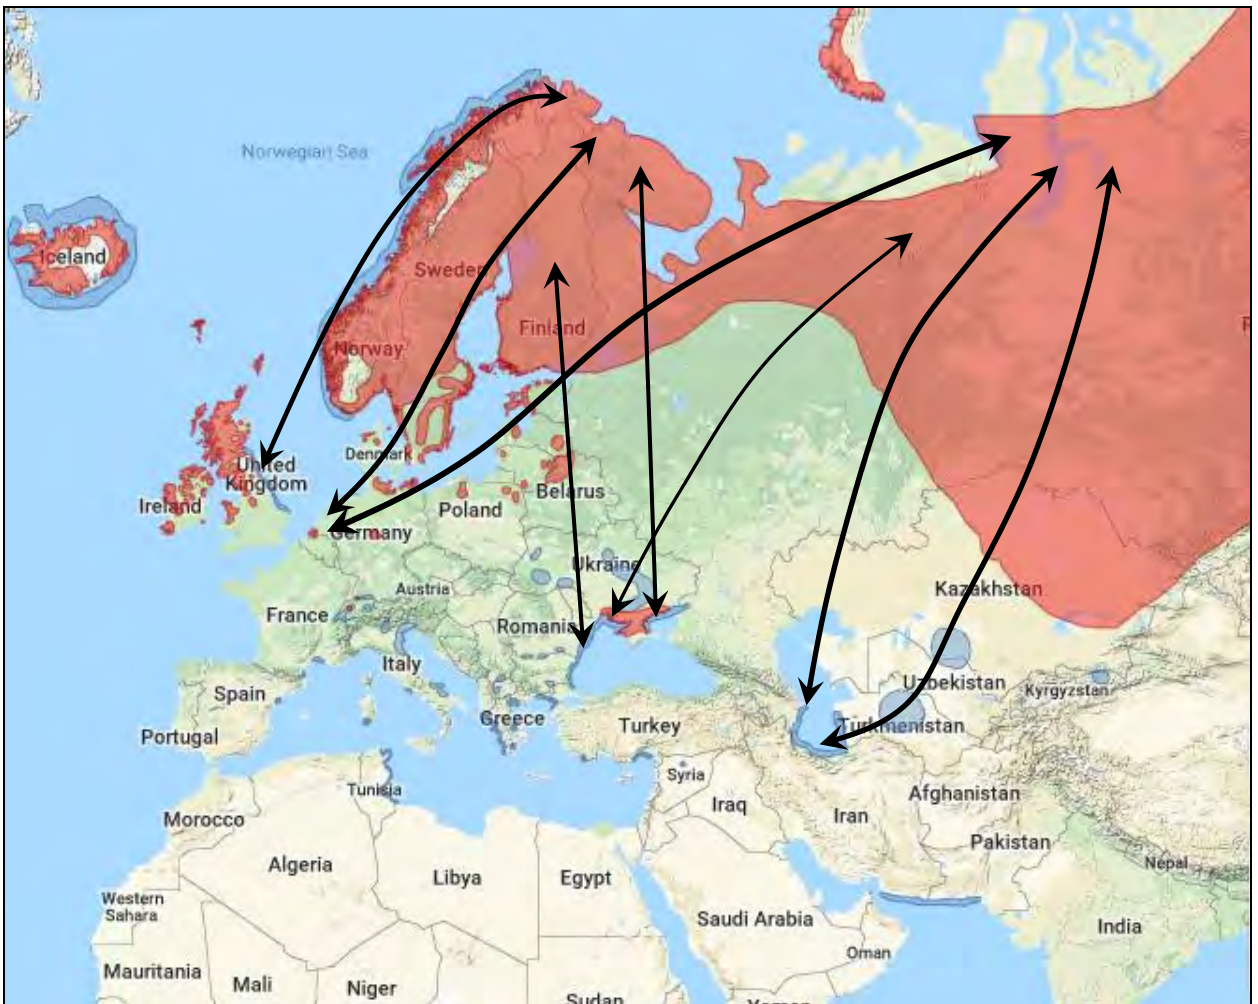 Norwegian Sea
Iceland
Sweden
Finland
Norway
United
Kingdom
Denmark
Ireland
Belarus
Poland
Germany
Ukraine
Austria
Kazakhstan
France
Romania
Italy
Uzbekistan
Kyrgyzstan
Spain
Greece
Turkey
Turkmenistan
Portugal
Syria
Tunisia
Afghanistan
Iraq
Iran
Morocco
Pakistan
Algeria
Nepal
Libya
Egypt
Western
Sahara
Saudi Arabia
India
Oman
Mauritania
Mali
Niger
Sudan
Yemen